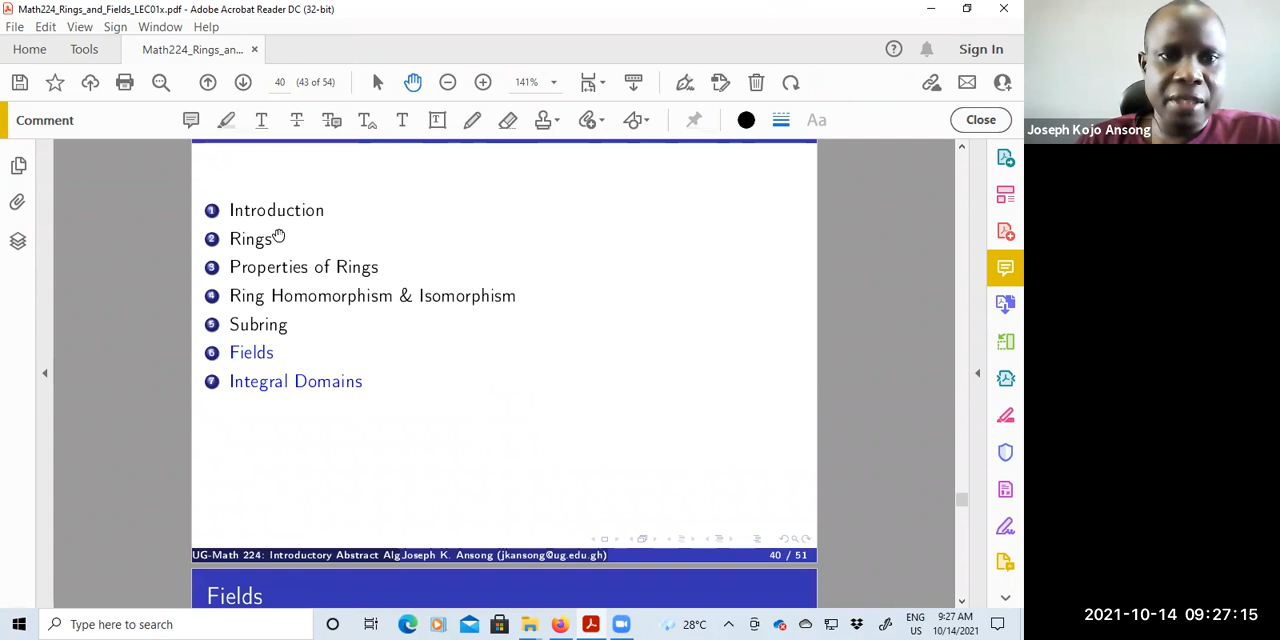 Math224_Rings_and_Fields_LEC01x.pdf - Adobe Acrobat Reader DC (32-bit)
File Edit View Sign Window Help
Home Tools Math224_Rings_an... × Sign In
40 (43 of 54) 141%
Comment Aa Close
Joseph Kojo Ansong
1 Introduction
2 Rings
3 Properties of Rings
4 Ring Homomorphism & Isomorphism
5 Subring
6 Fields
7 Integral Domains
UG-Math 224: Introductory Abstract Alg Joseph K. Ansong (jkansong@ug.edu.gh) 40 / 51
Fields
Type here to search 28°C ENG US 9:27 AM 10/14/2021
2021-10-14 09:27:15